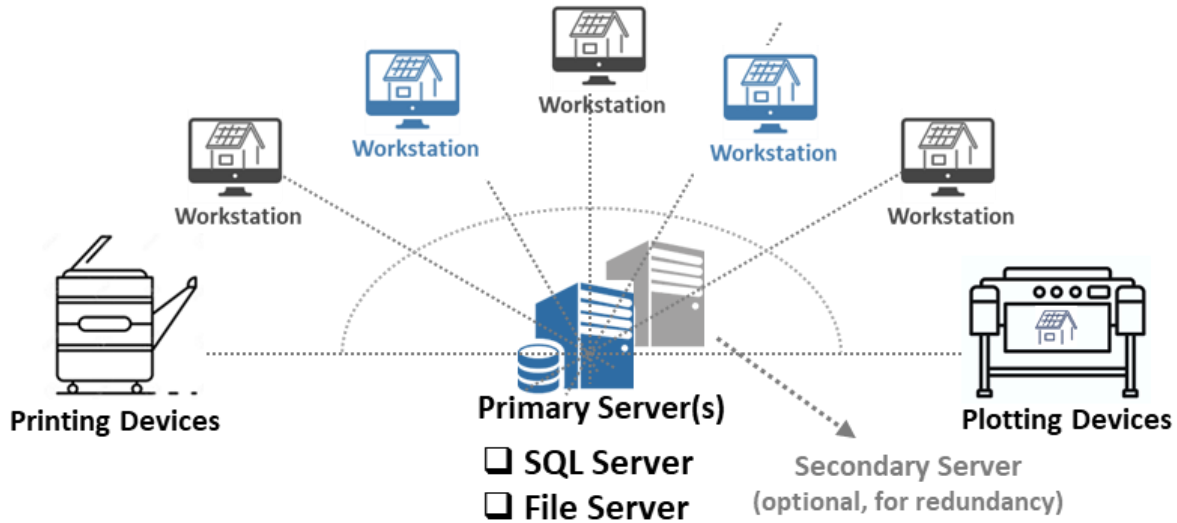 Workstation
Workstation
Workstation
Workstation
Workstation
Printing Devices
Primary Server(s)
Plotting Devices
❑ SQL Server
❑ File Server
Secondary Server
(optional, for redundancy)